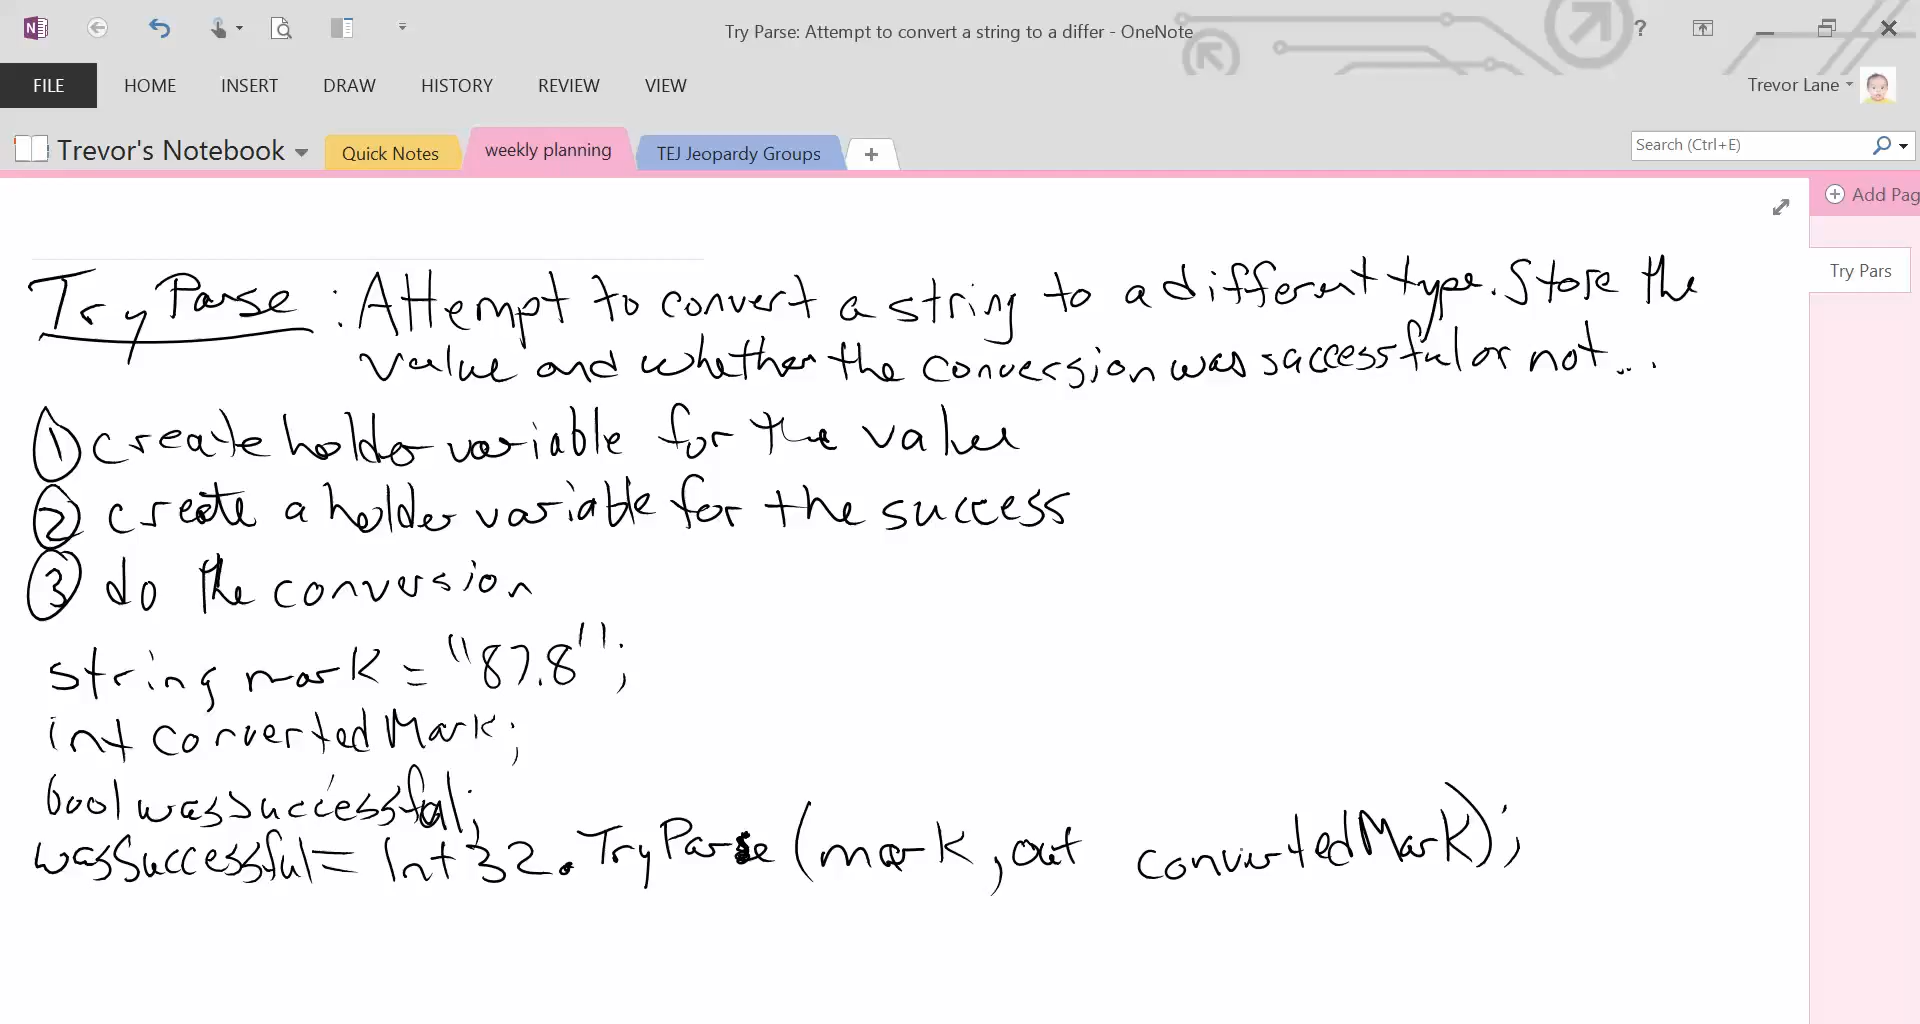 Try Parse: Attempt to convert a string to a differ - OneNote
?
FILE HOME INSERT DRAW HISTORY REVIEW VIEW
Trevor Lane
Trevor's Notebook
Quick Notes
weekly planning
TEJ Jeopardy Groups
+
Search (Ctrl+E)
Add Pag
Try Pars
Try Parse : Attempt to convert a string to a different type. Store the
value and whether the conversion was successful or not...
① create holder variable for the value
② create a holder variable for the success
③ do the conversion
string mark = "87.8";
int convertedMark;
bool wasSuccessful;
wasSuccessful = Int32.TryParse (mark, out convertedMark);